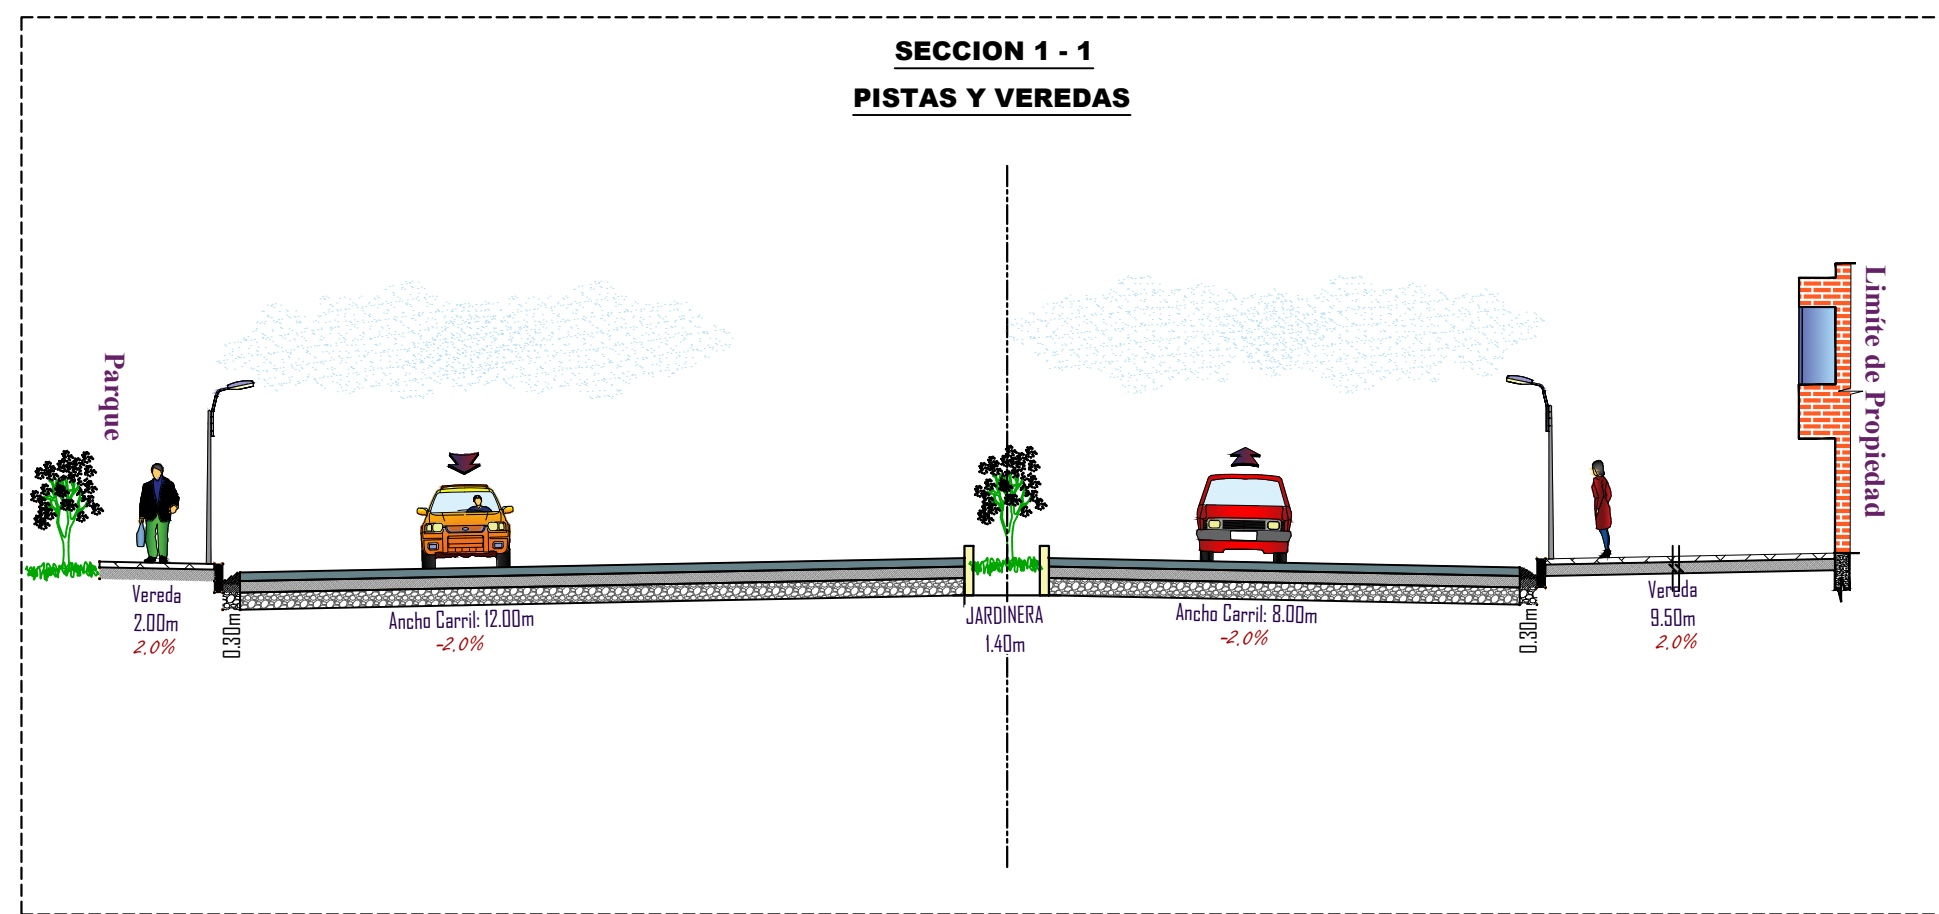 SECCION 1 - 1
PISTAS Y VEREDAS
Parque
Limíte de Propiedad
Vereda
2.00m
2.0%
0.30m
Ancho Carril: 12.00m
-2.0%
JARDINERA
1.40m
Ancho Carril: 8.00m
-2.0%
0.30m
Vereda
9.50m
2.0%